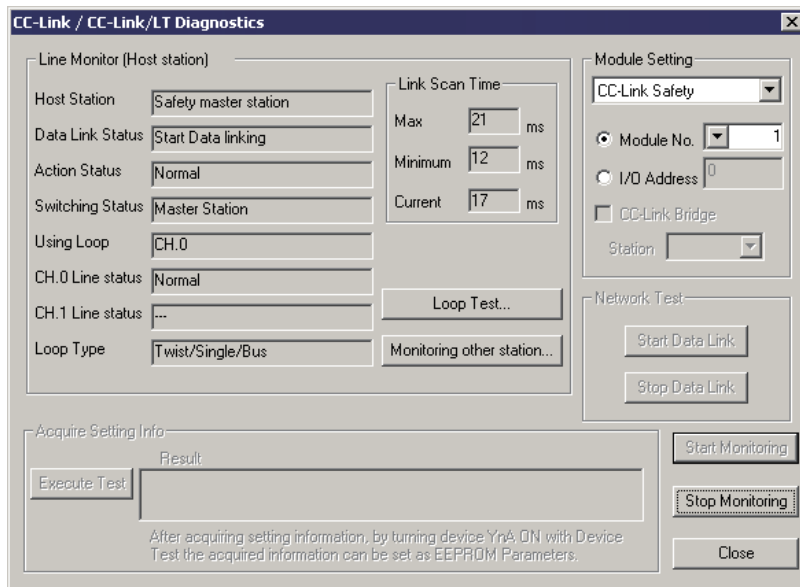 CC-Link / CC-Link/LT Diagnostics
Line Monitor (Host station)
Host Station Safety master station
Data Link Status Start Data linking
Action Status Normal
Switching Status Master Station
Using Loop CH.0
CH.0 Line status Normal
CH.1 Line status ---
Loop Type Twist/Single/Bus
Link Scan Time
Max 21 ms
Minimum 12 ms
Current 17 ms
Loop Test...
Monitoring other station...
Module Setting
CC-Link Safety
Module No. 1
I/O Address 0
CC-Link Bridge
Station
Network Test
Start Data Link
Stop Data Link
Acquire Setting Info
Result
Execute Test
After acquiring setting information, by turning device YnA ON with Device
Test the acquired information can be set as EEPROM Parameters.
Start Monitoring
Stop Monitoring
Close